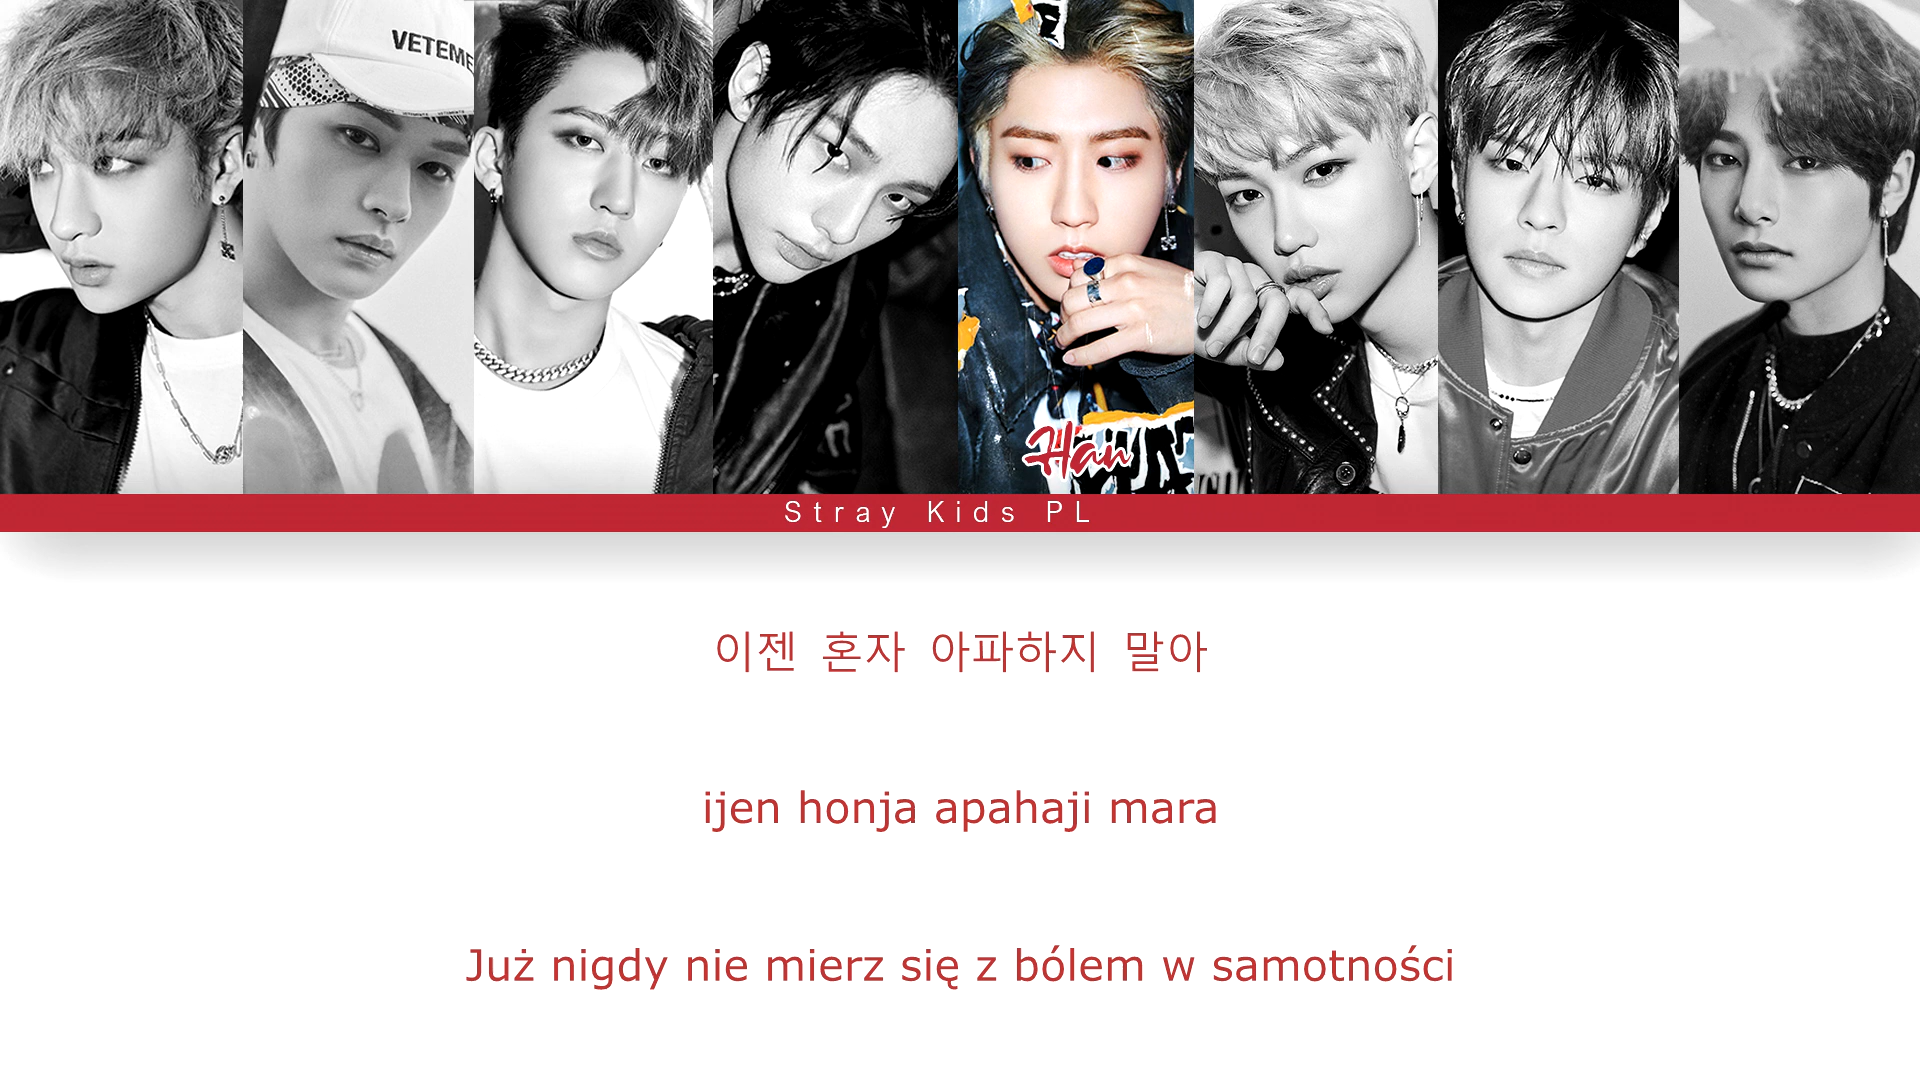 VETEME
Han
Stray Kids PL
이젠 혼자 아파하지 말아
ijen honja apahaji mara
Już nigdy nie mierz się z bólem w samotności